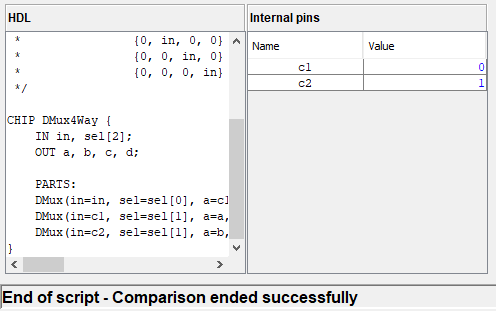 HDL
* {0, in, 0, 0}
* {0, 0, in, 0}
* {0, 0, 0, in}
*/
CHIP DMux4Way {
IN in, sel[2];
OUT a, b, c, d;
PARTS:
DMux(in=in, sel=sel[0], a=c1
DMux(in=c1, sel=sel[1], a=a,
DMux(in=c2, sel=sel[1], a=b,
}
Internal pins
Name Value
c1 0
c2 1
End of script - Comparison ended successfully